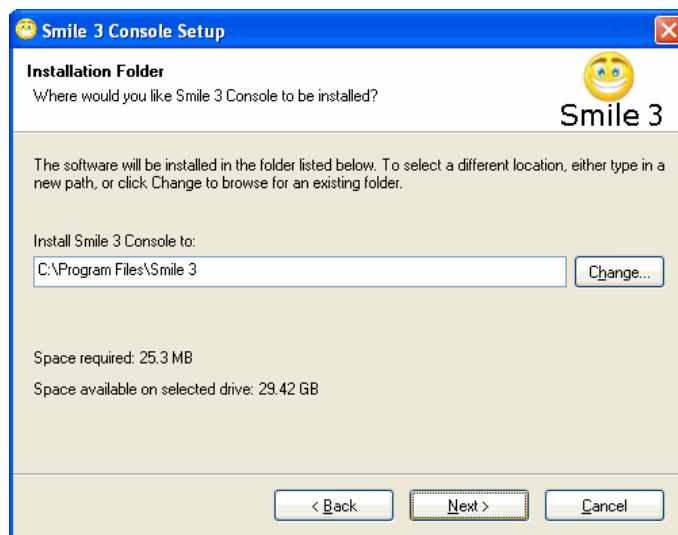 Smile 3 Console Setup
Installation Folder
Where would you like Smile 3 Console to be installed?
Smile 3
The software will be installed in the folder listed below. To select a different location, either type in a
new path, or click Change to browse for an existing folder.
Install Smile 3 Console to:
C:\Program Files\Smile 3
Change...
Space required: 25.3 MB
Space available on selected drive: 29.42 GB
< Back
Next >
Cancel